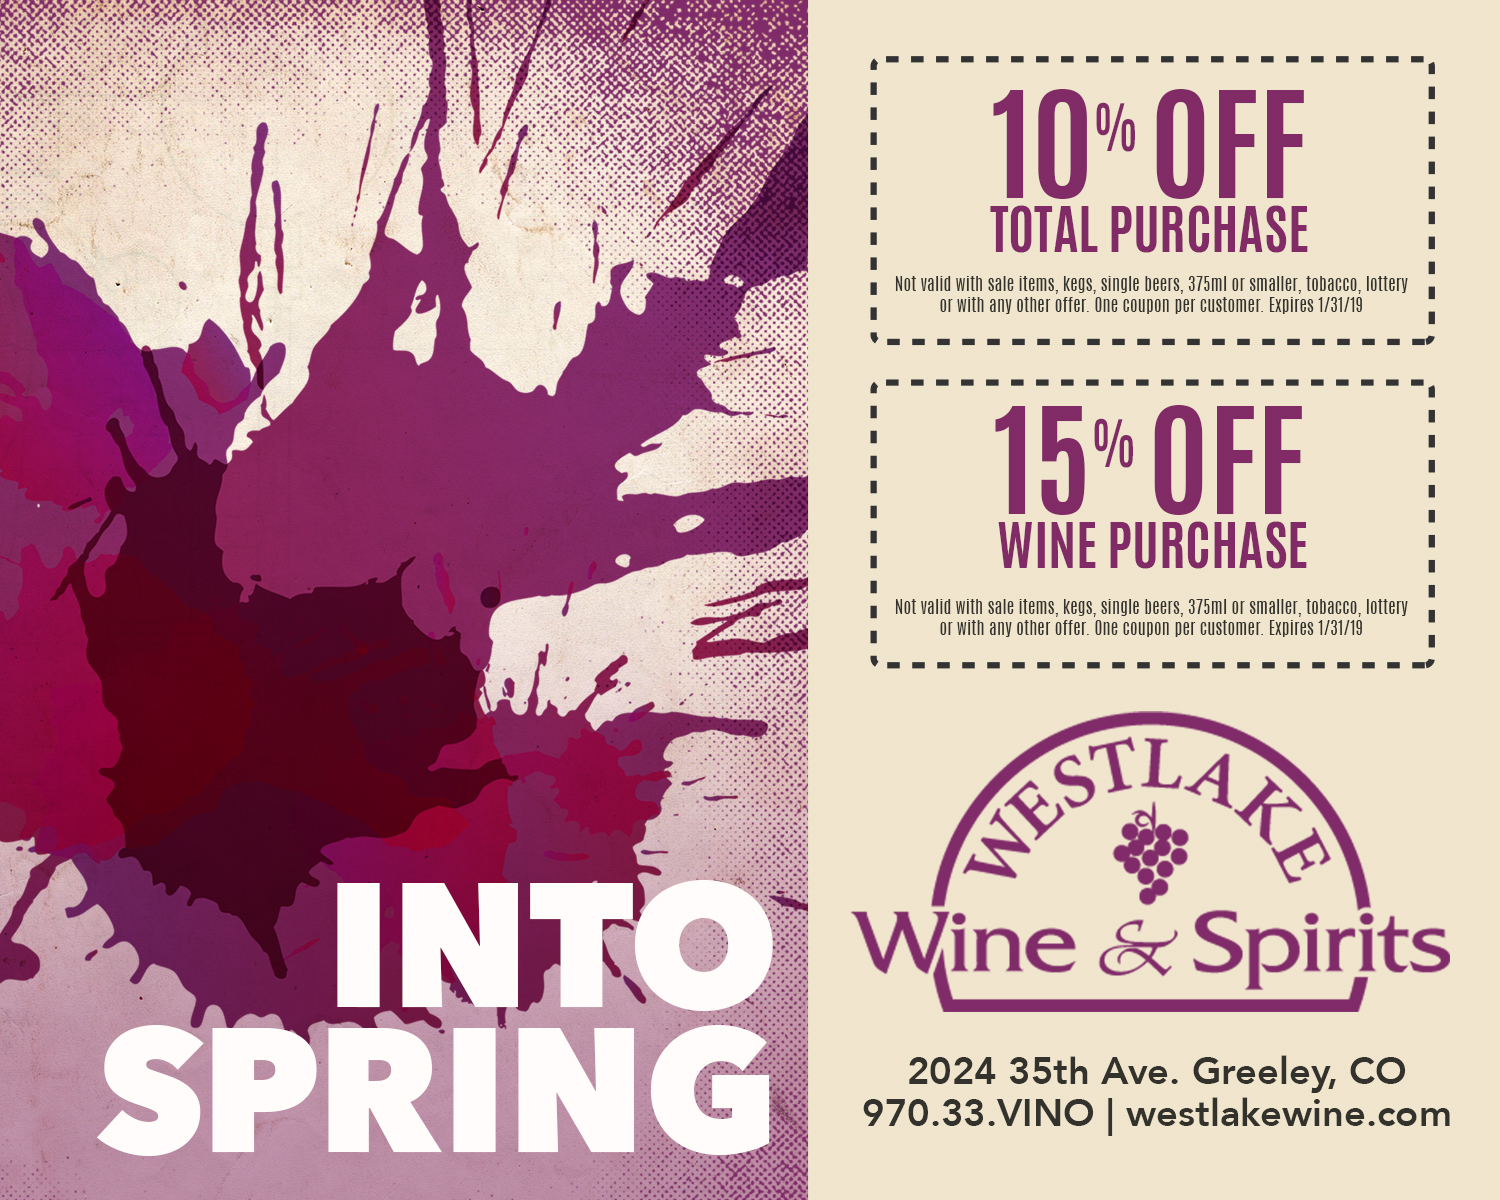 INTO
SPRING
10% OFF
TOTAL PURCHASE
Not valid with sale items, kegs, single beers, 375ml or smaller, tobacco, lottery
or with any other offer. One coupon per customer. Expires 1/31/19
15% OFF
WINE PURCHASE
Not valid with sale items, kegs, single beers, 375ml or smaller, tobacco, lottery
or with any other offer. One coupon per customer. Expires 1/31/19
WESTLAKE
Wine & Spirits
2024 35th Ave. Greeley, CO
970.33.VINO | westlakewine.com